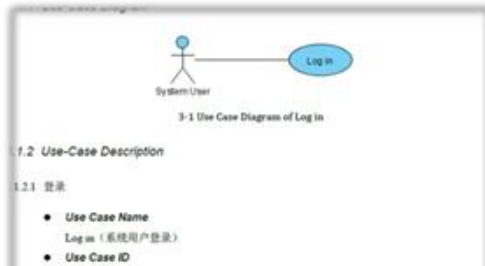 Log in
System User
3-1 Use Case Diagram of Log in
1.2 Use-Case Description
1.2.1 登录
● Use Case Name
Log in（系统用户登录）
● Use Case ID